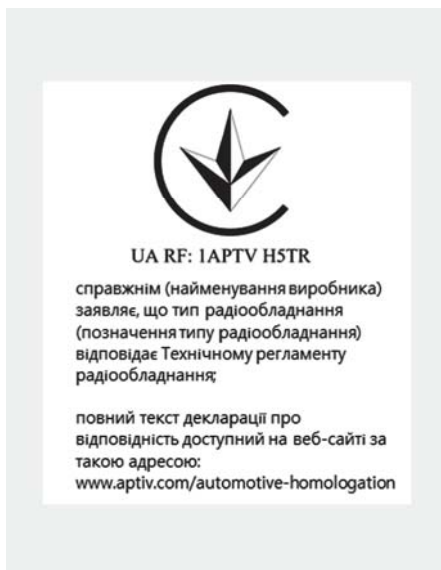 UA RF: 1APTV H5TR
справжнім (найменування виробника)
заявляє, що тип радіообладнання
(позначення типу радіообладнання)
відповідає Технічному регламенту
радіообладнання;
повний текст декларації про
відповідність доступний на веб-сайті за
такою адресою:
www.aptiv.com/automotive-homologation